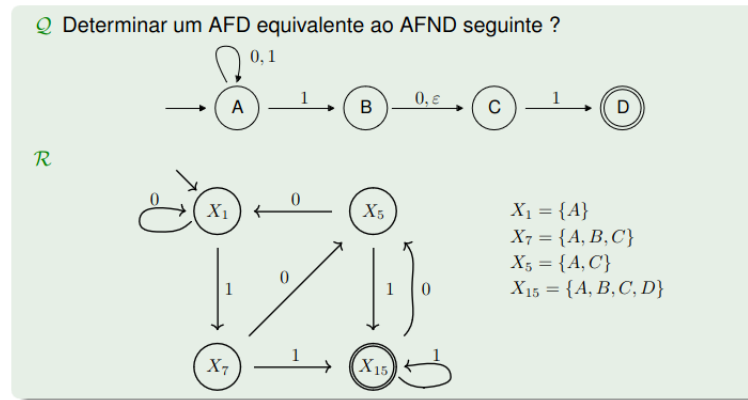 Q Determinar um AFD equivalente ao AFND seguinte ?
0, 1
A 1 B 0, ε C 1 D
R
0 X₁ 0 X₅
1 0 1 0
X₇ 1 X₁₅ 1
X₁ = {A}
X₇ = {A, B, C}
X₅ = {A, C}
X₁₅ = {A, B, C, D}